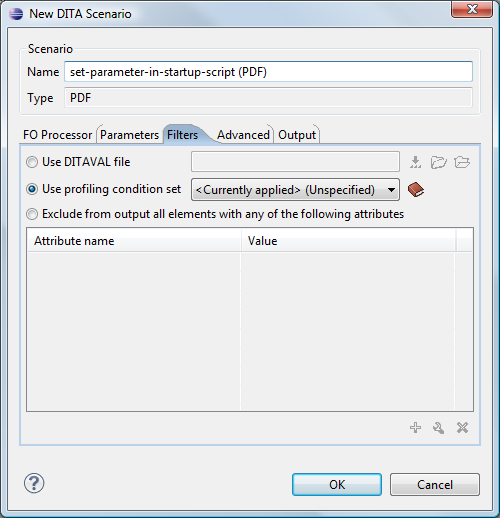 New DITA Scenario
Scenario
Name set-parameter-in-startup-script (PDF)
Type PDF
FO Processor Parameters Filters Advanced Output
Use DITAVAL file
Use profiling condition set <Currently applied> (Unspecified)
Exclude from output all elements with any of the following attributes
Attribute name Value
? OK Cancel